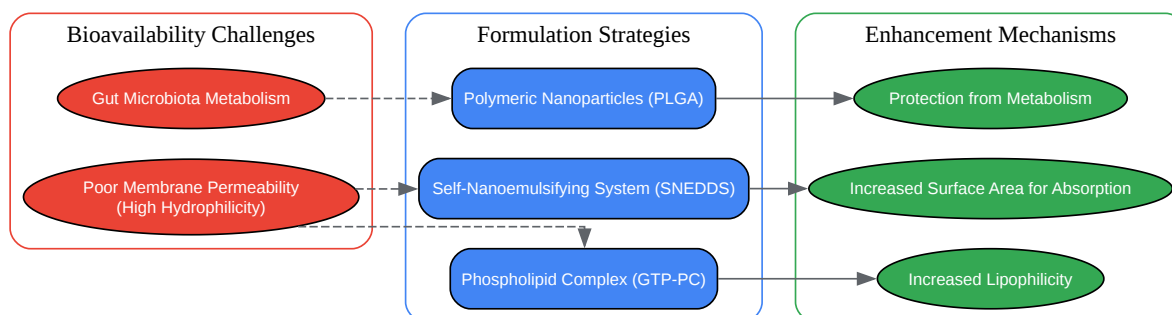 Bioavailability Challenges
Gut Microbiota Metabolism
Poor Membrane Permeability
(High Hydrophilicity)
Formulation Strategies
Polymeric Nanoparticles (PLGA)
Self-Nanoemulsifying System (SNEDDS)
Phospholipid Complex (GTP-PC)
Enhancement Mechanisms
Protection from Metabolism
Increased Surface Area for Absorption
Increased Lipophilicity